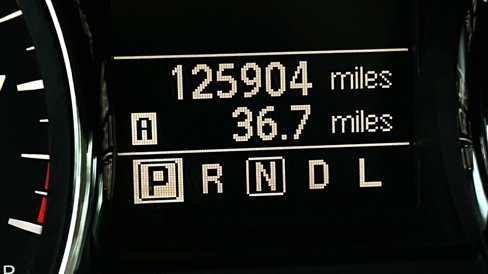 125904 miles
A 36.7 miles
P R N D L
R